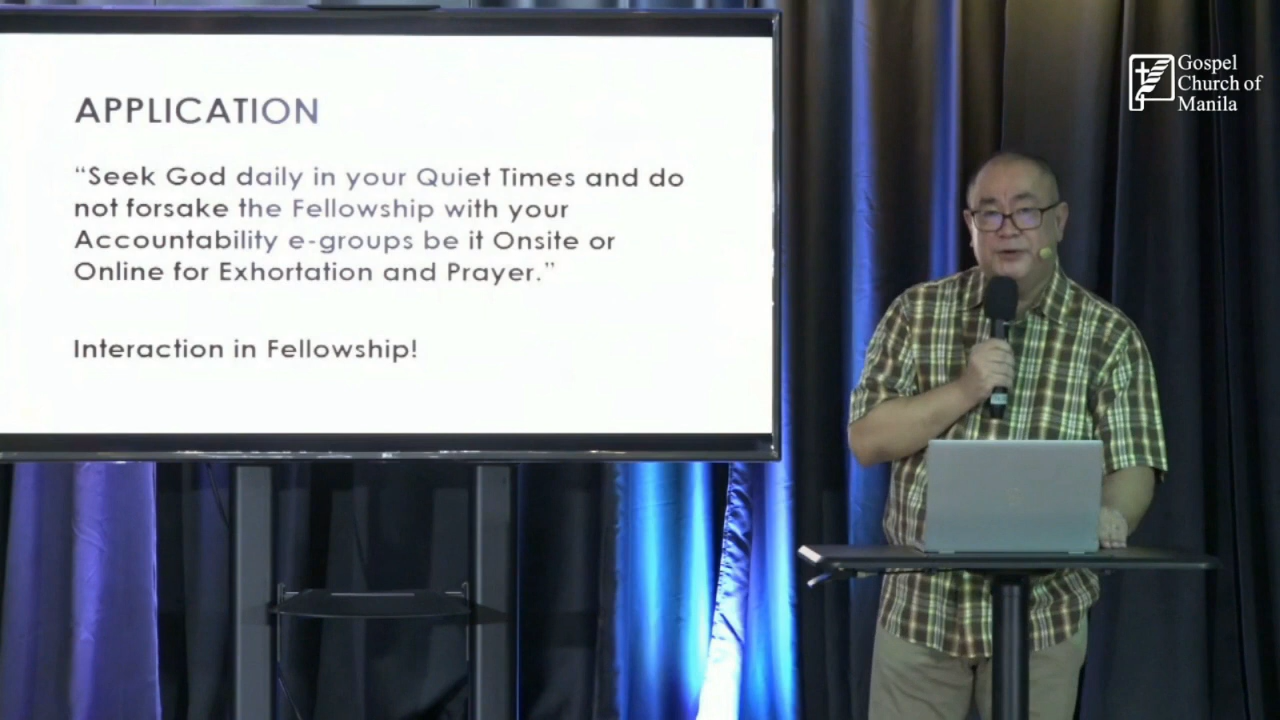 APPLICATION
“Seek God daily in your Quiet Times and do
not forsake the Fellowship with your
Accountability e-groups be it Onsite or
Online for Exhortation and Prayer.”
Interaction in Fellowship!
Gospel
Church of
Manila